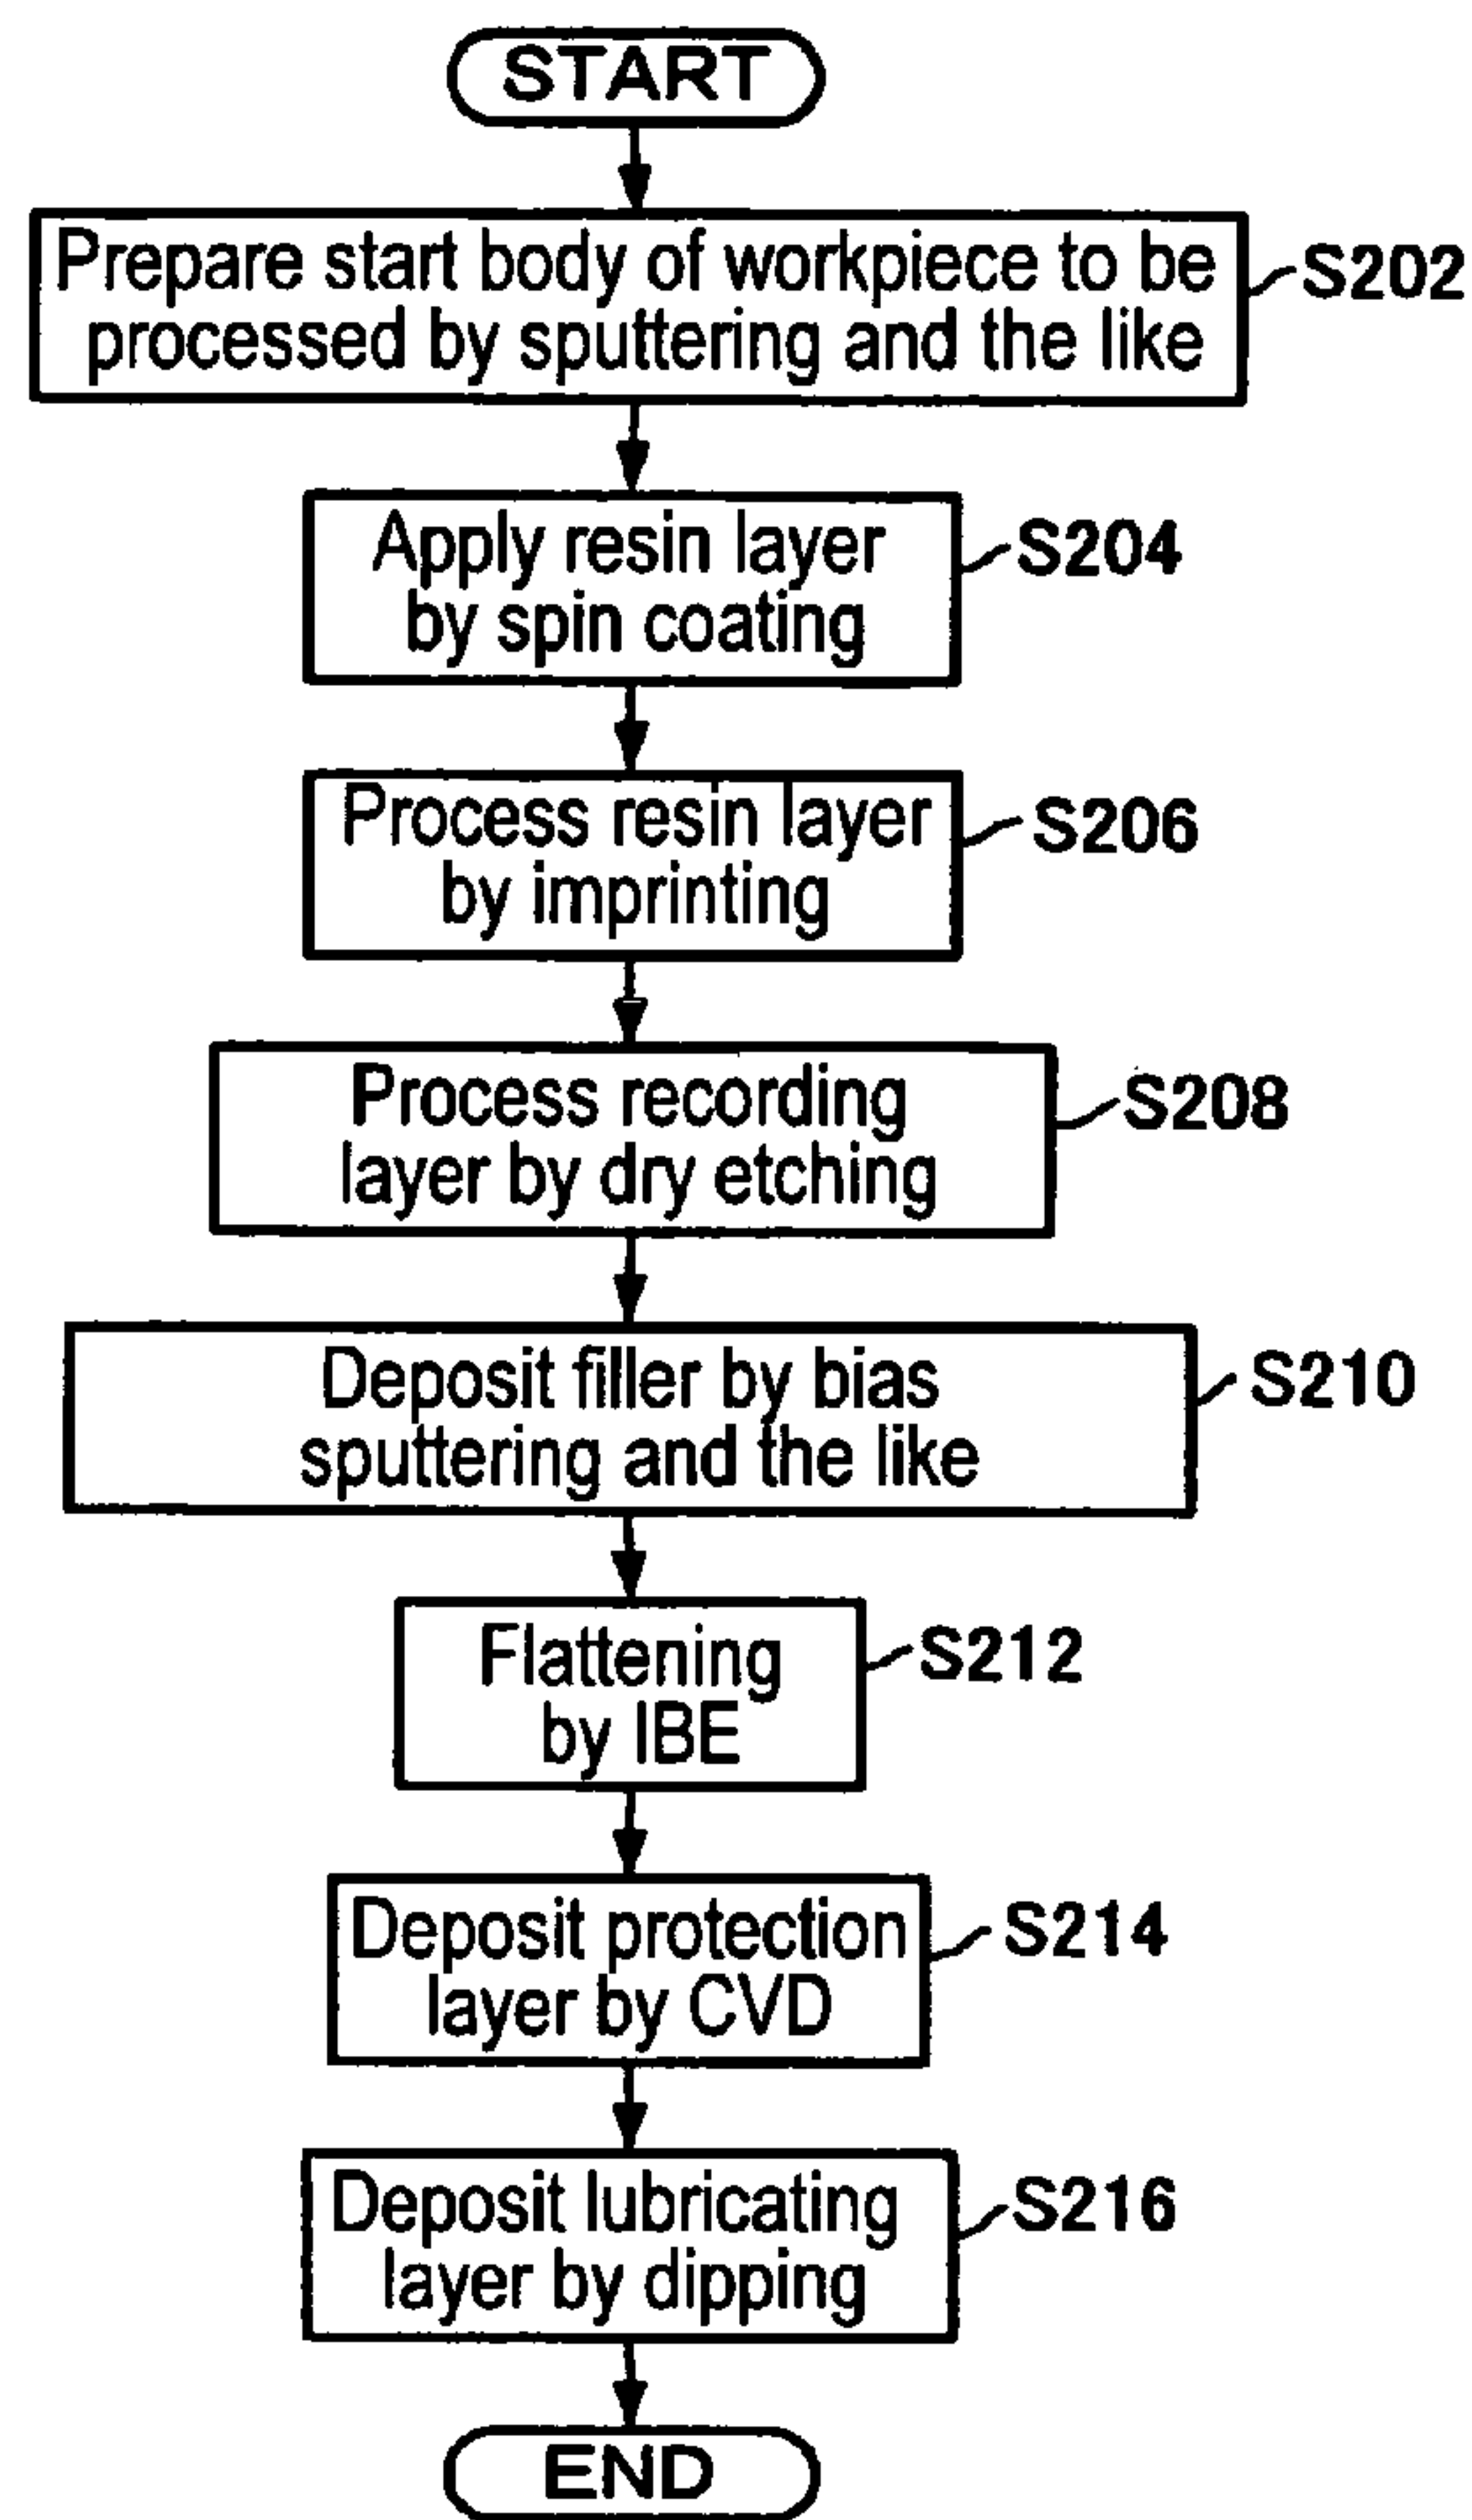 START
Prepare start body of workpiece to be
processed by sputtering and the like
S202
Apply resin layer
by spin coating
S204
Process resin layer
by imprinting
S206
Process recording
layer by dry etching
S208
Deposit filler by bias
sputtering and the like
S210
Flattening
by IBE
S212
Deposit protection
layer by CVD
S214
Deposit lubricating
layer by dipping
S216
END